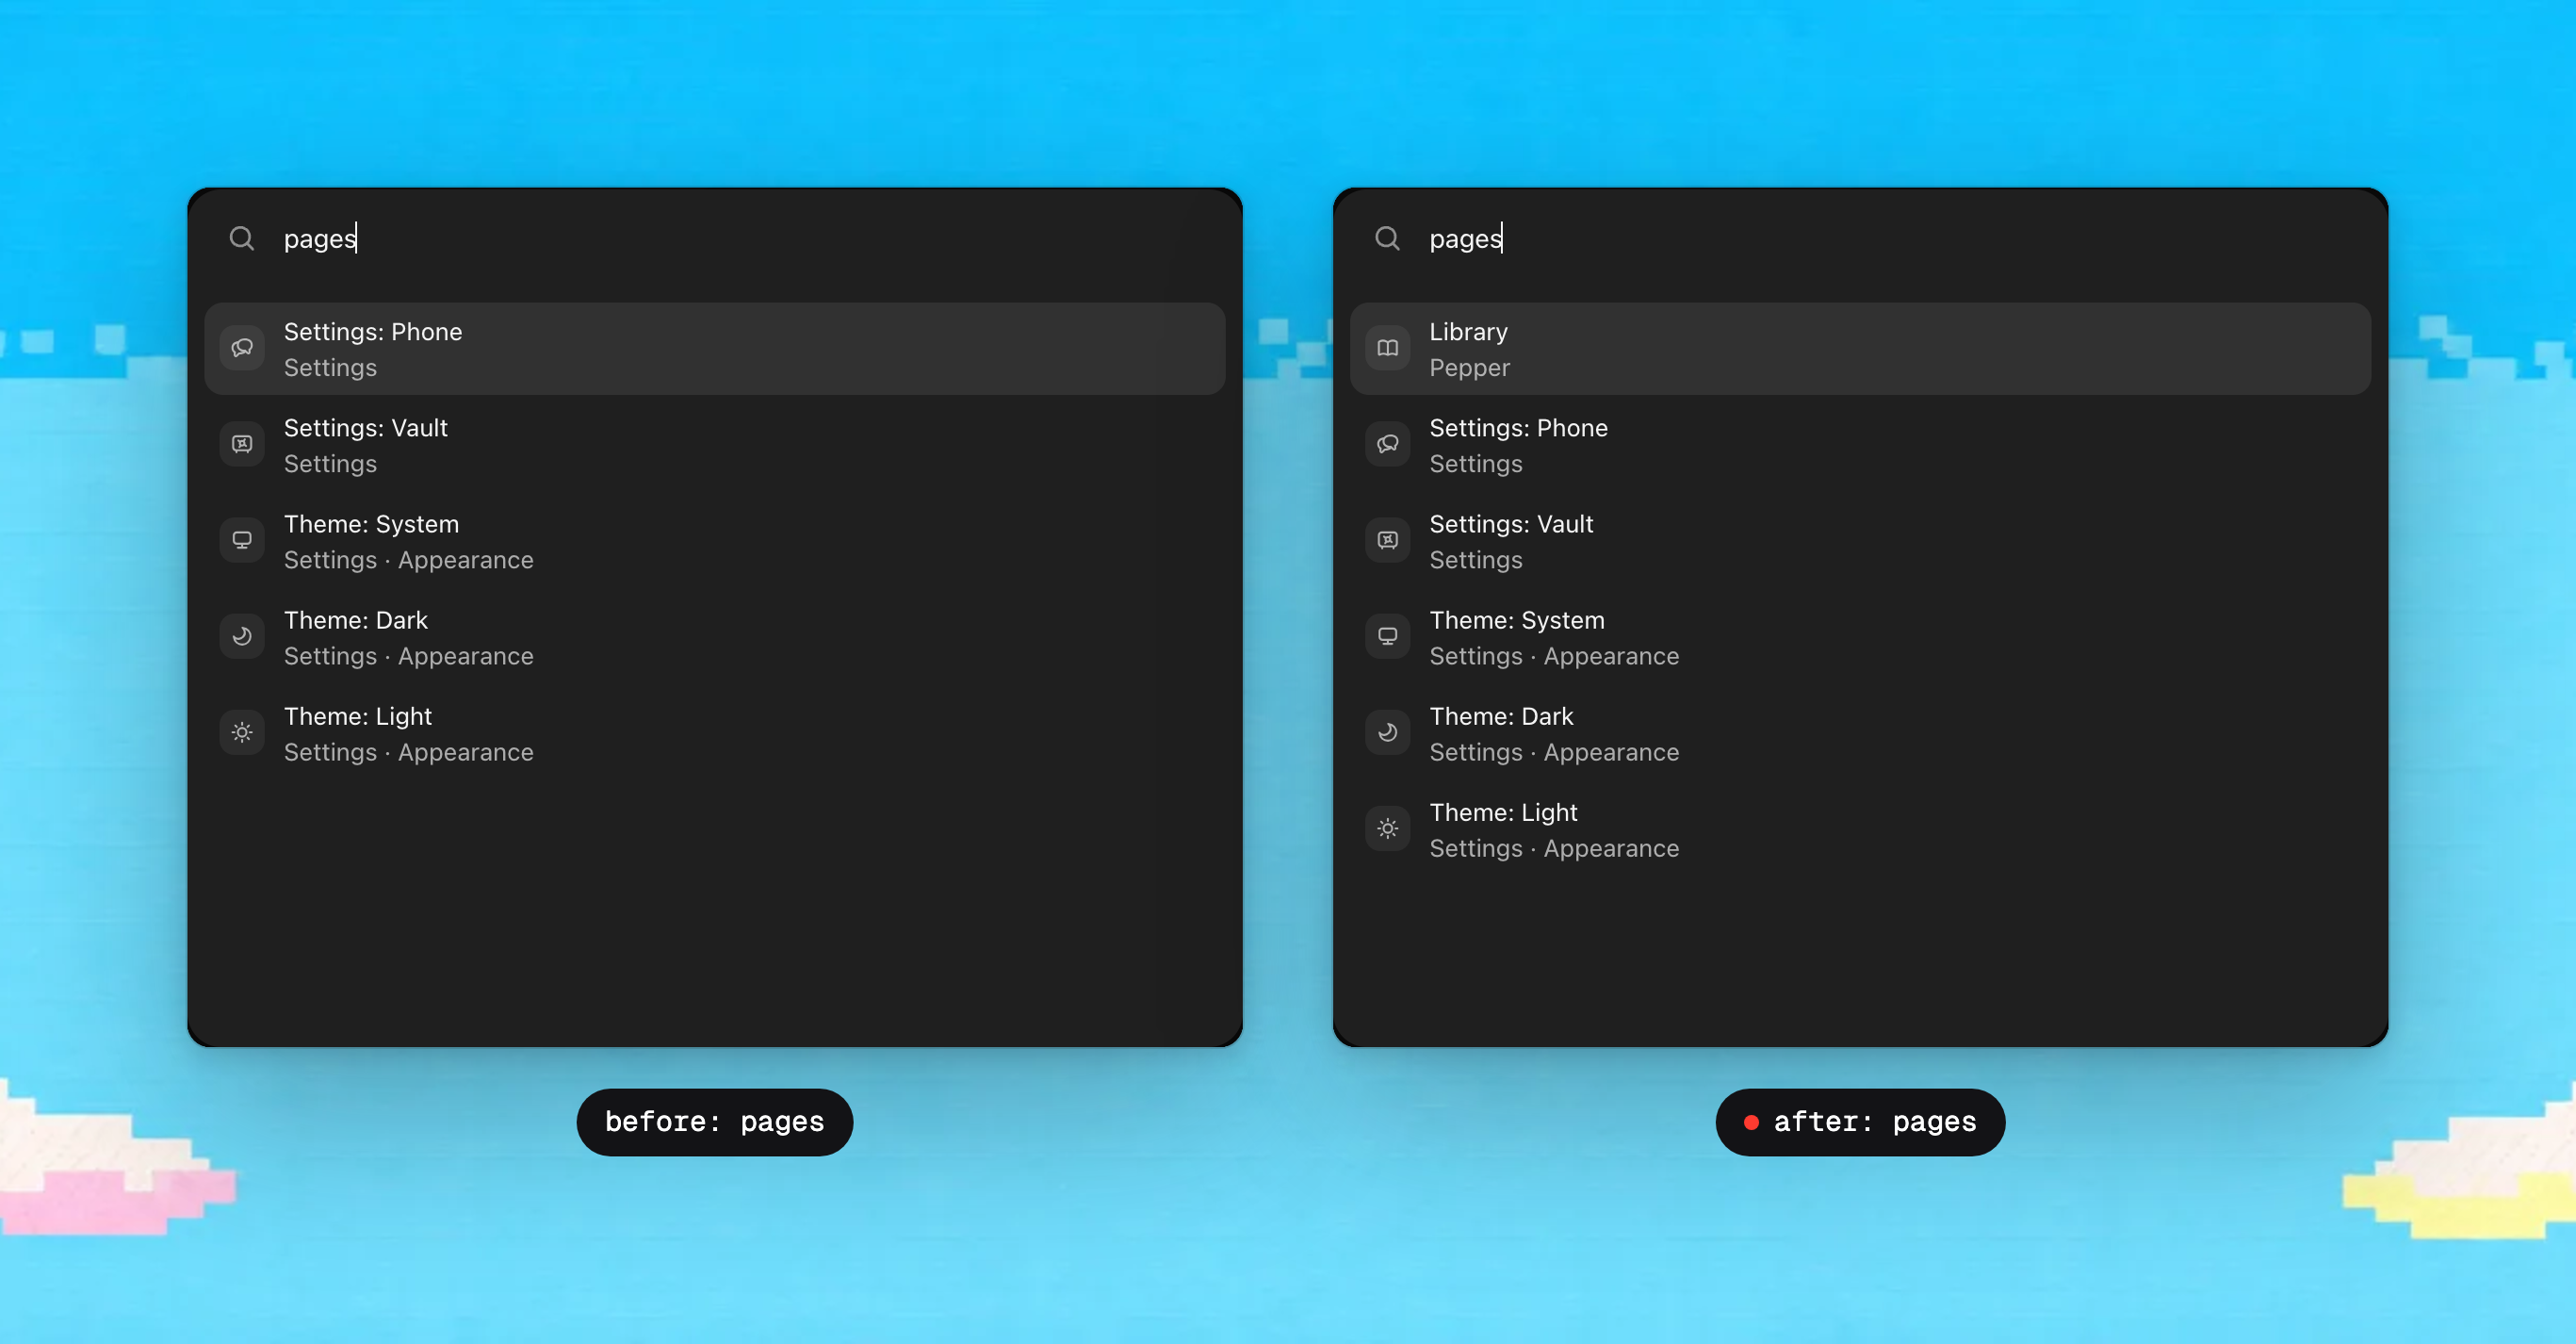 pages
Settings: Phone
Settings
Settings: Vault
Settings
Theme: System
Settings · Appearance
Theme: Dark
Settings · Appearance
Theme: Light
Settings · Appearance
before: pages
pages
Library
Pepper
Settings: Phone
Settings
Settings: Vault
Settings
Theme: System
Settings · Appearance
Theme: Dark
Settings · Appearance
Theme: Light
Settings · Appearance
after: pages